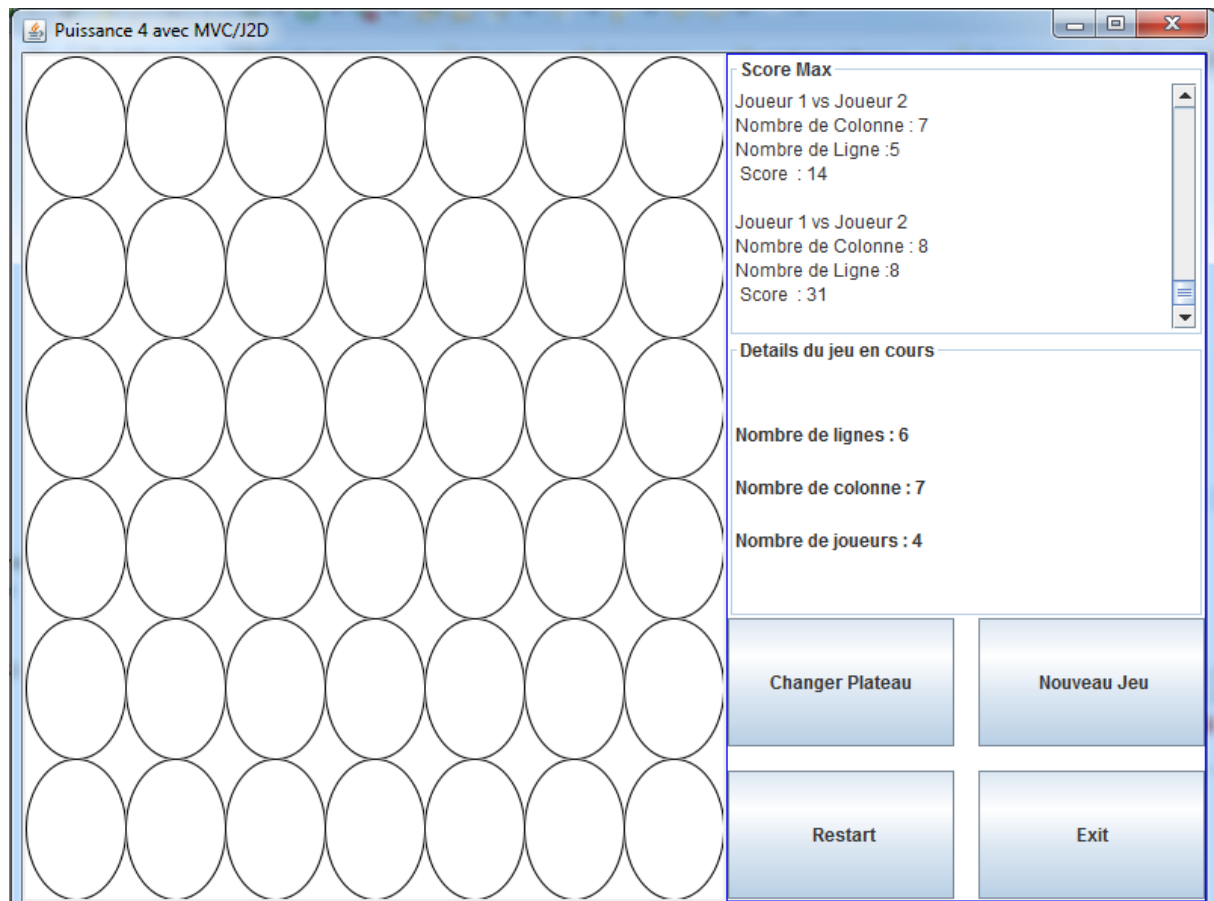 Puissance 4 avec MVC/J2D
Score Max
Joueur 1 vs Joueur 2
Nombre de Colonne : 7
Nombre de Ligne :5
Score : 14
Joueur 1 vs Joueur 2
Nombre de Colonne : 8
Nombre de Ligne :8
Score : 31
Details du jeu en cours
Nombre de lignes : 6
Nombre de colonne : 7
Nombre de joueurs : 4
Changer Plateau
Nouveau Jeu
Restart
Exit